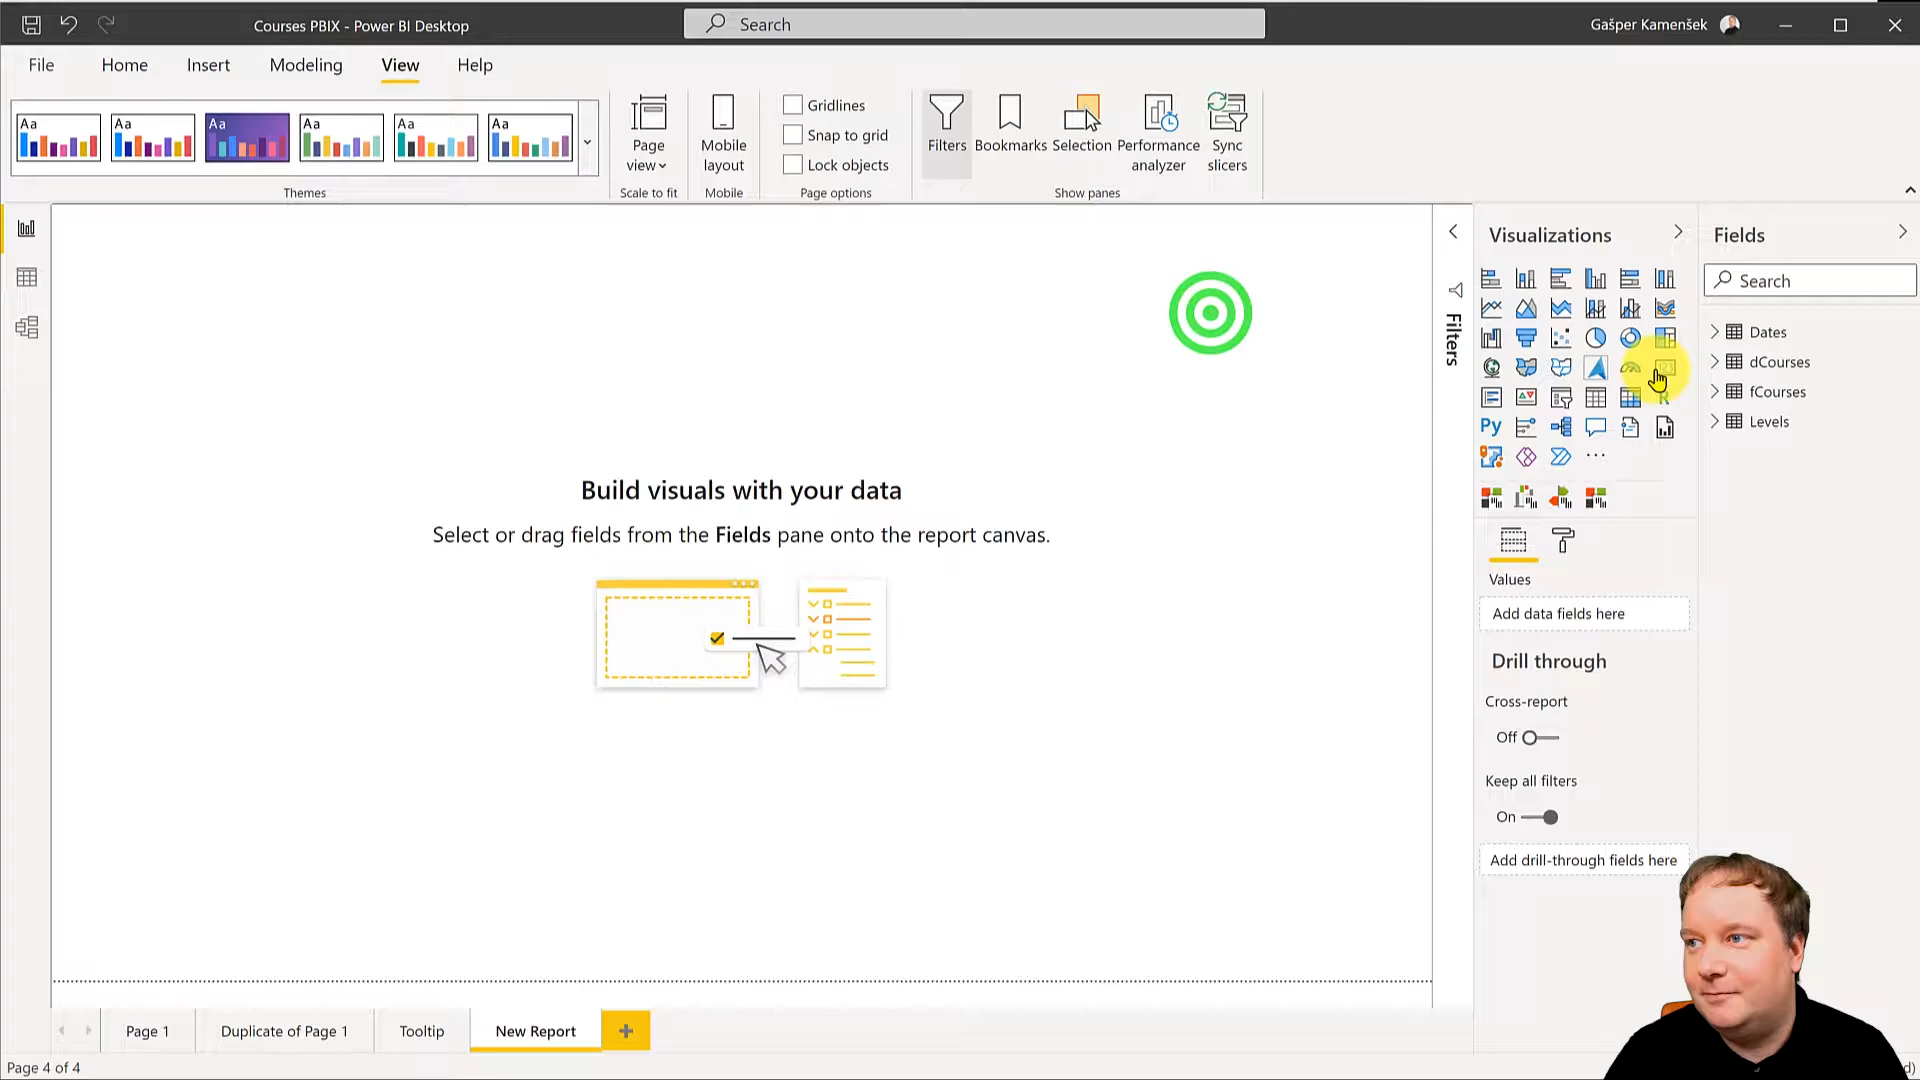 Courses PBIX - Power BI Desktop
Search
Gašper Kamenšek
File
Home
Insert
Modeling
View
Help
Aa
Aa
Aa
Aa
Aa
Aa
Themes
Page
view
Scale to fit
Mobile
layout
Mobile
Gridlines
Snap to grid
Lock objects
Page options
Filters
Bookmarks
Selection
Performance
analyzer
Sync
slicers
Show panes
Filters
Visualizations
123
R
Py
Values
Add data fields here
Drill through
Cross-report
Off
Keep all filters
On
Add drill-through fields here
Fields
Search
Dates
dCourses
fCourses
Levels
Build visuals with your data
Select or drag fields from the Fields pane onto the report canvas.
Page 1
Duplicate of Page 1
Tooltip
New Report
Page 4 of 4